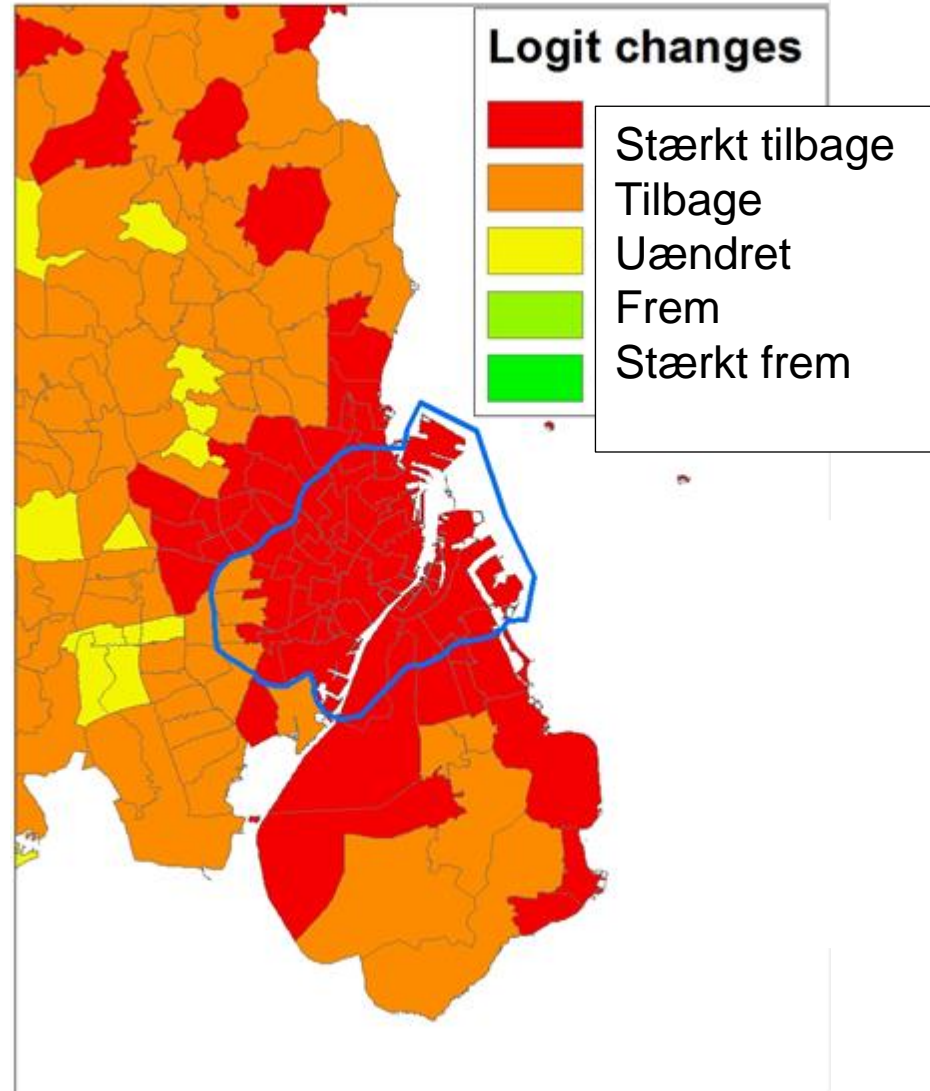 Logit changes
Stærkt tilbage
Tilbage
Uændret
Frem
Stærkt frem